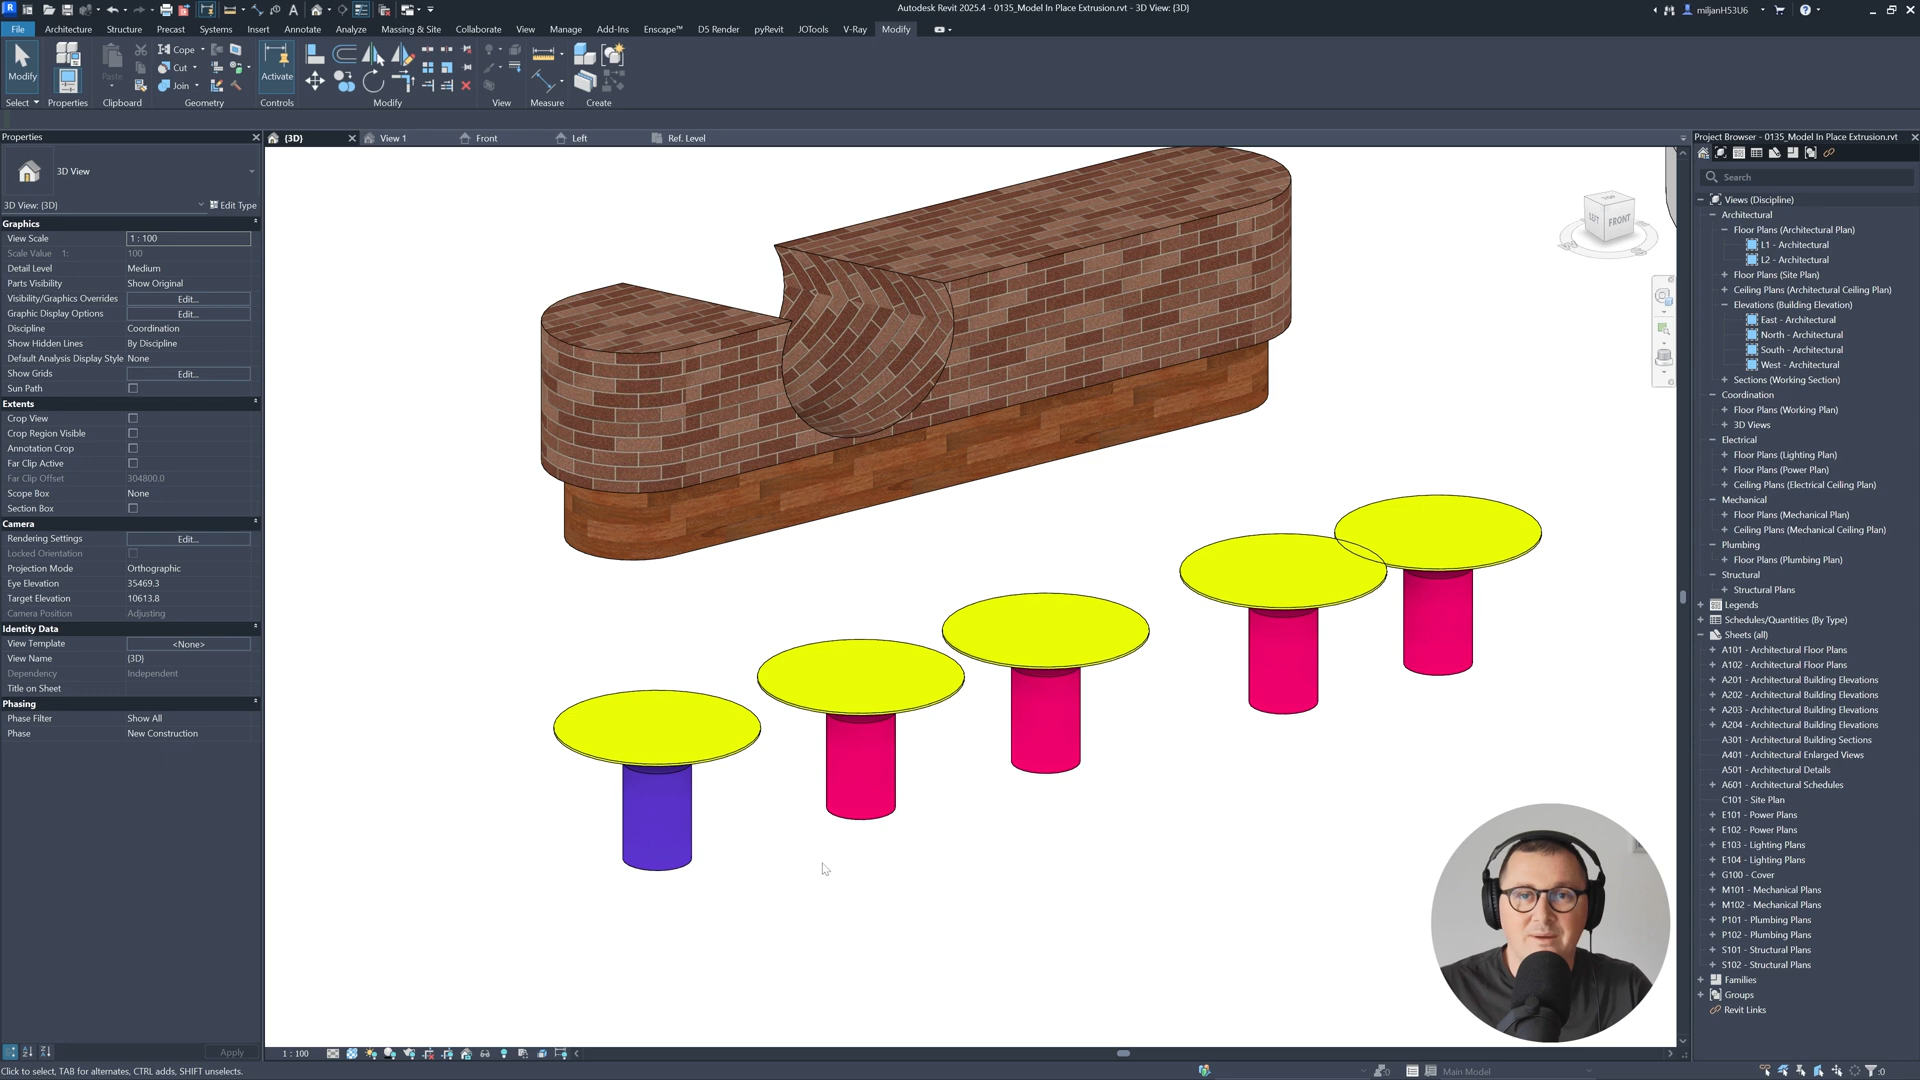 Autodesk Revit 2025.4 - 0135_Model In Place Extrusion.rvt - 3D View: {3D}
miljanH53U6
File
Architecture
Structure
Precast
Systems
Insert
Annotate
Analyze
Massing & Site
Collaborate
View
Manage
Add-Ins
Enscape™
D5 Render
pyRevit
JOTools
V-Ray
Modify
Modify
Paste
Cope
Cut
Join
Activate
Select
Properties
Clipboard
Geometry
Controls
Modify
View
Measure
Create
Properties
3D View
3D View: {3D}
Edit Type
Graphics
View Scale 1 : 100
Scale Value 1: 100
Detail Level Medium
Parts Visibility Show Original
Visibility/Graphics Overrides Edit...
Graphic Display Options Edit...
Discipline Coordination
Show Hidden Lines By Discipline
Default Analysis Display Style None
Show Grids Edit...
Sun Path
Extents
Crop View
Crop Region Visible
Annotation Crop
Far Clip Active
Far Clip Offset 304800.0
Scope Box None
Section Box
Camera
Rendering Settings Edit...
Locked Orientation
Projection Mode Orthographic
Eye Elevation 35469.3
Target Elevation 10613.8
Camera Position Adjusting
Identity Data
View Template <None>
View Name {3D}
Dependency Independent
Title on Sheet
Phasing
Phase Filter Show All
Phase New Construction
Apply
{3D}
View 1
Front
Left
Ref. Level
TOP
FRONT
1 : 100
Project Browser - 0135_Model In Place Extrusion.rvt
Search
Views (Discipline)
Architectural
Floor Plans (Architectural Plan)
L1 - Architectural
L2 - Architectural
Floor Plans (Site Plan)
Ceiling Plans (Architectural Ceiling Plan)
Elevations (Building Elevation)
East - Architectural
North - Architectural
South - Architectural
West - Architectural
Sections (Working Section)
Coordination
Floor Plans (Working Plan)
3D Views
Electrical
Floor Plans (Lighting Plan)
Floor Plans (Power Plan)
Ceiling Plans (Electrical Ceiling Plan)
Mechanical
Floor Plans (Mechanical Plan)
Ceiling Plans (Mechanical Ceiling Plan)
Plumbing
Floor Plans (Plumbing Plan)
Structural
Structural Plans
Legends
Schedules/Quantities (By Type)
Sheets (all)
A101 - Architectural Floor Plans
A102 - Architectural Floor Plans
A201 - Architectural Building Elevations
A202 - Architectural Building Elevations
A203 - Architectural Building Elevations
A204 - Architectural Building Elevations
A301 - Architectural Building Sections
A401 - Architectural Enlarged Views
A501 - Architectural Details
A601 - Architectural Schedules
C101 - Site Plan
E101 - Power Plans
E102 - Power Plans
E103 - Lighting Plans
E104 - Lighting Plans
G100 - Cover
M101 - Mechanical Plans
M102 - Mechanical Plans
P101 - Plumbing Plans
P102 - Plumbing Plans
S101 - Structural Plans
S102 - Structural Plans
Families
Groups
Revit Links
Click to select, TAB for alternates, CTRL adds, SHIFT unselects.
:0
Main Model
:0